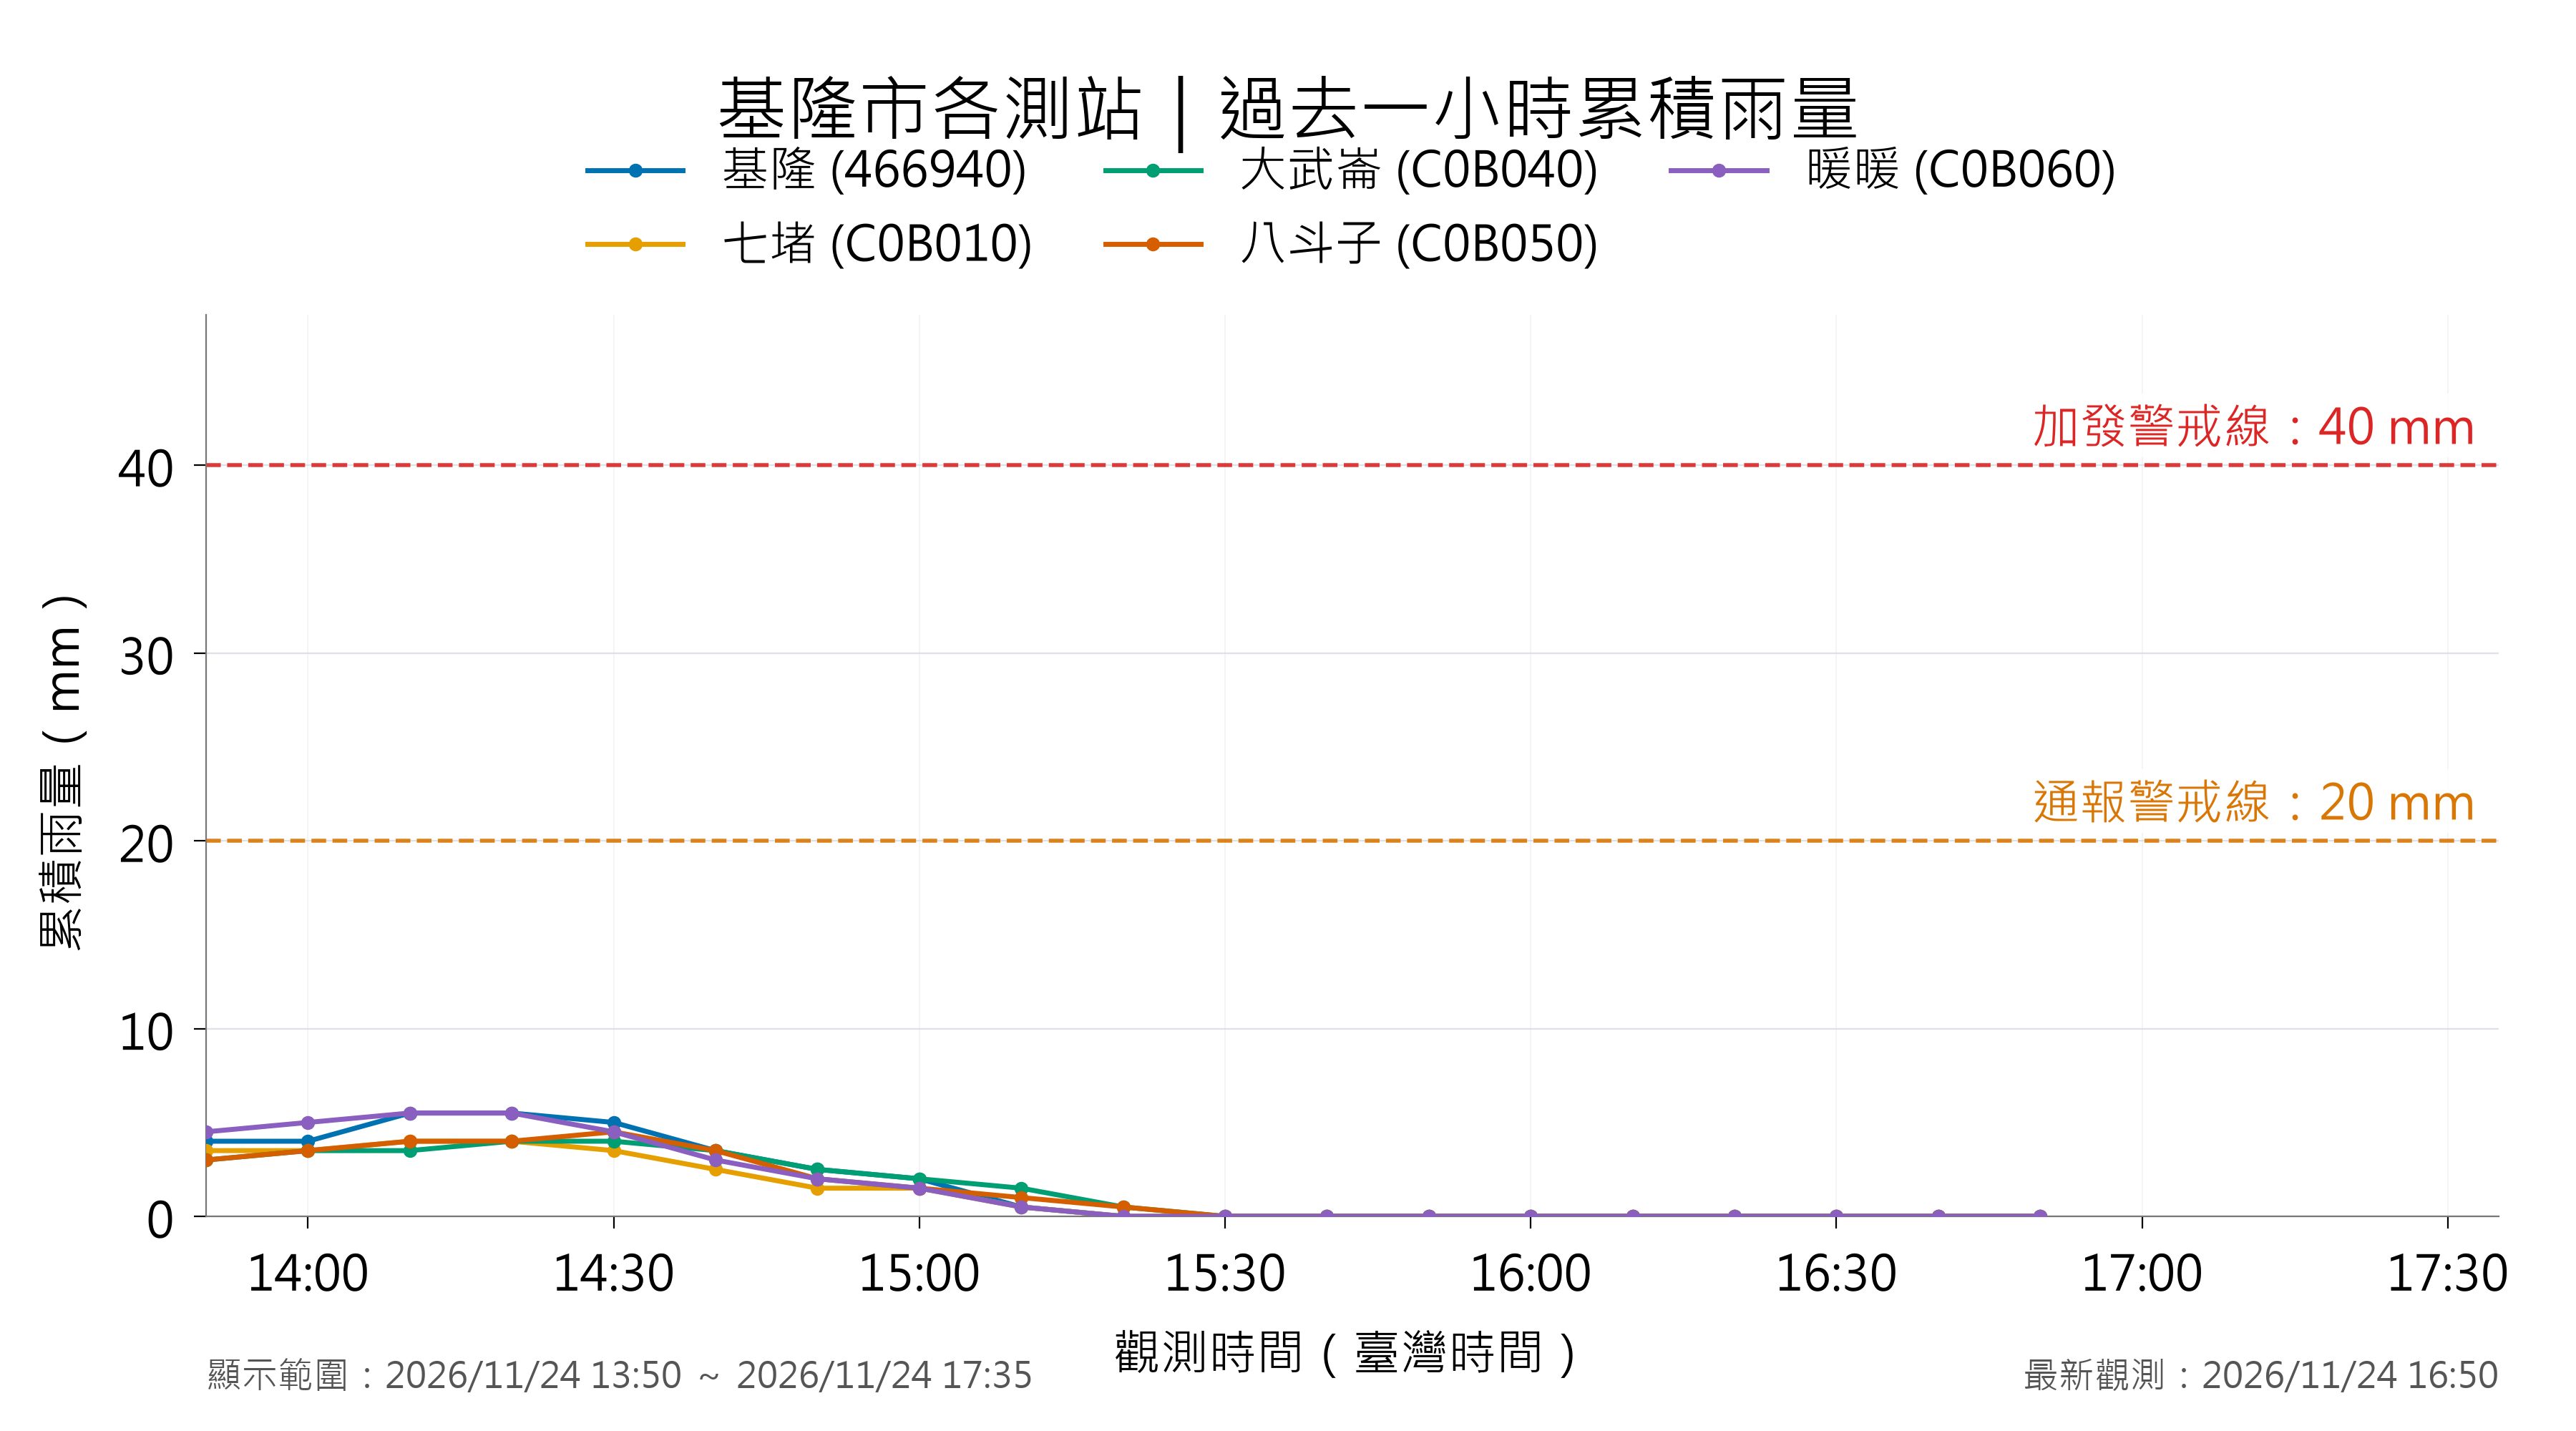 基隆市各測站｜過去一小時累積雨量
基隆 (466940)
大武崙 (C0B040)
暖暖 (C0B060)
七堵 (C0B010)
八斗子 (C0B050)
累積雨量（mm）
40
30
20
10
0
加發警戒線：40 mm
通報警戒線：20 mm
14:00
14:30
15:00
15:30
16:00
16:30
17:00
17:30
觀測時間（臺灣時間）
顯示範圍：2026/11/24 13:50 ~ 2026/11/24 17:35
最新觀測：2026/11/24 16:50